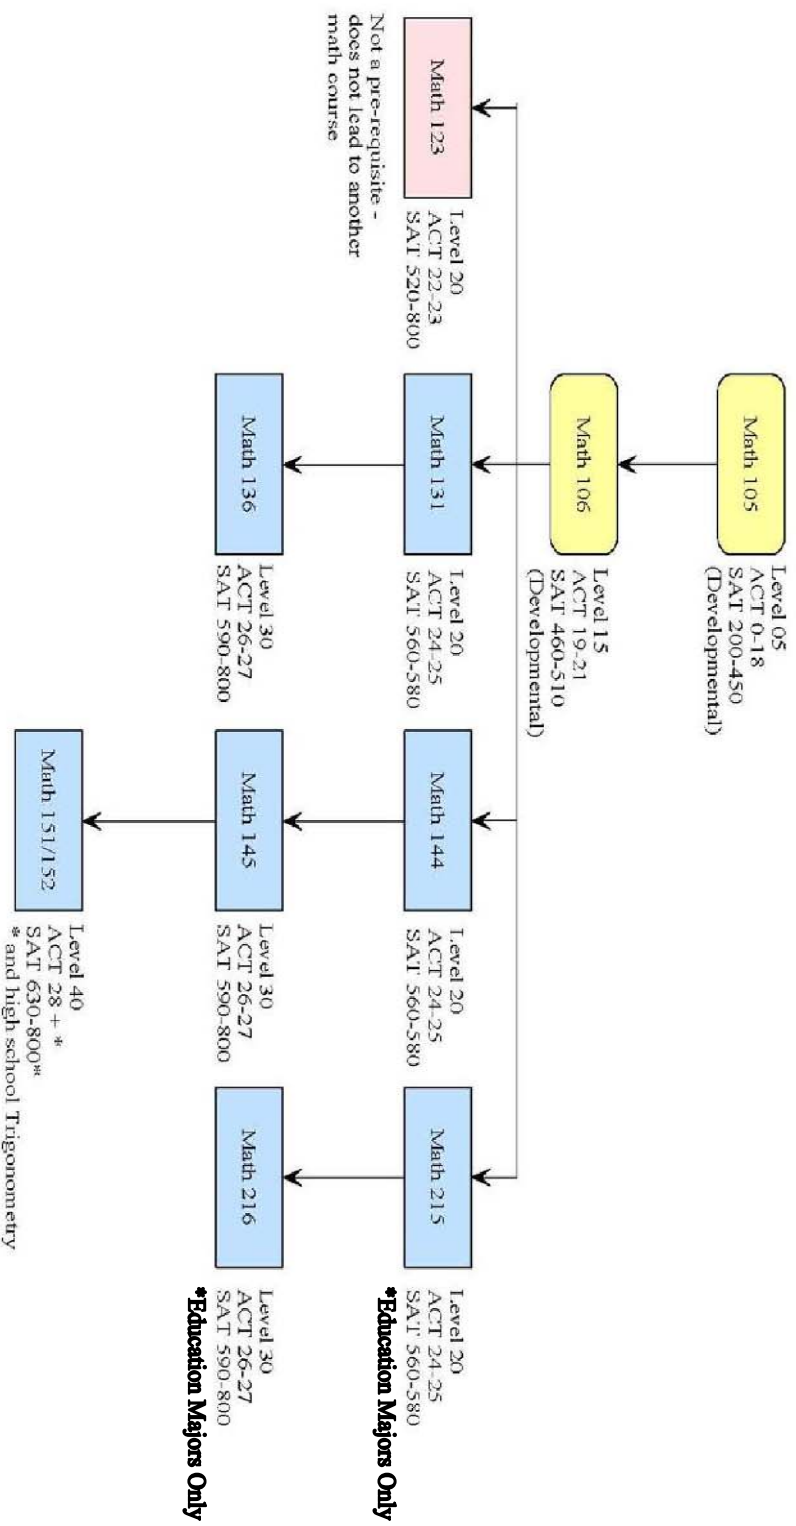 Math 105
Level 05
ACT 0-18
SAT 200-450
(Developmental)
Math 106
Level 15
ACT 19-21
SAT 460-510
(Developmental)
Math 123
Level 20
ACT 22-23
SAT 520-800
Not a pre-requisite -
does not lead to another
math course
Math 131
Level 20
ACT 24-25
SAT 560-580
Math 144
Level 20
ACT 24-25
SAT 560-580
Math 215
Level 20
ACT 24-25
SAT 560-580
*Education Majors Only
Math 136
Level 30
ACT 26-27
SAT 590-800
Math 145
Level 30
ACT 26-27
SAT 590-800
Math 216
Level 30
ACT 26-27
SAT 590-800
*Education Majors Only
Math 151/152
Level 40
ACT 28 + *
SAT 630-800*
* and high school Trigonometry